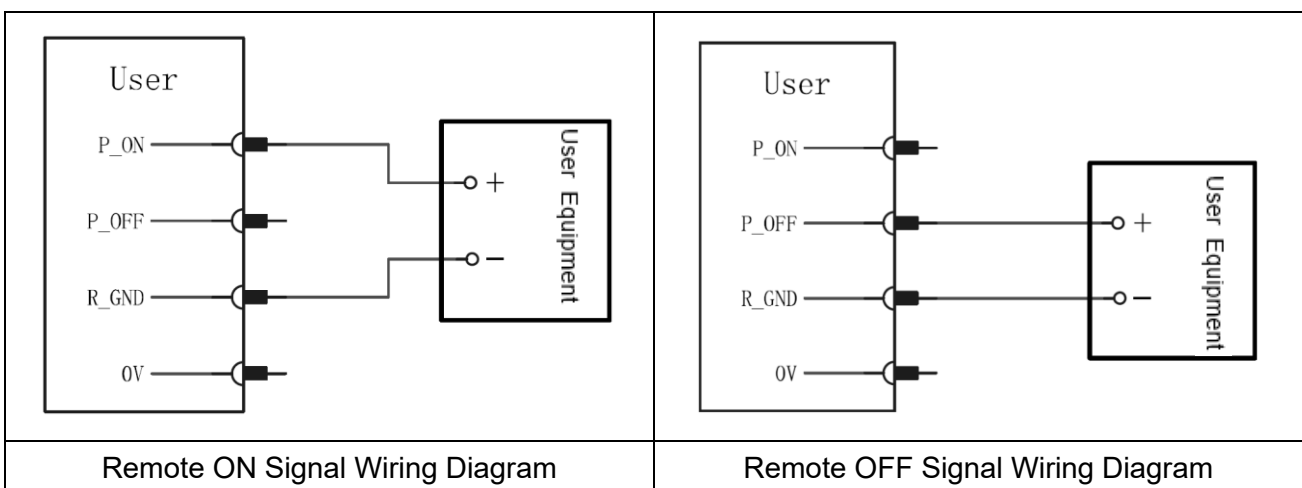 User
P_ON
P_OFF
R_GND
0V
+
−
User Equipment
Remote ON Signal Wiring Diagram
User
P_ON
P_OFF
R_GND
0V
+
−
User Equipment
Remote OFF Signal Wiring Diagram